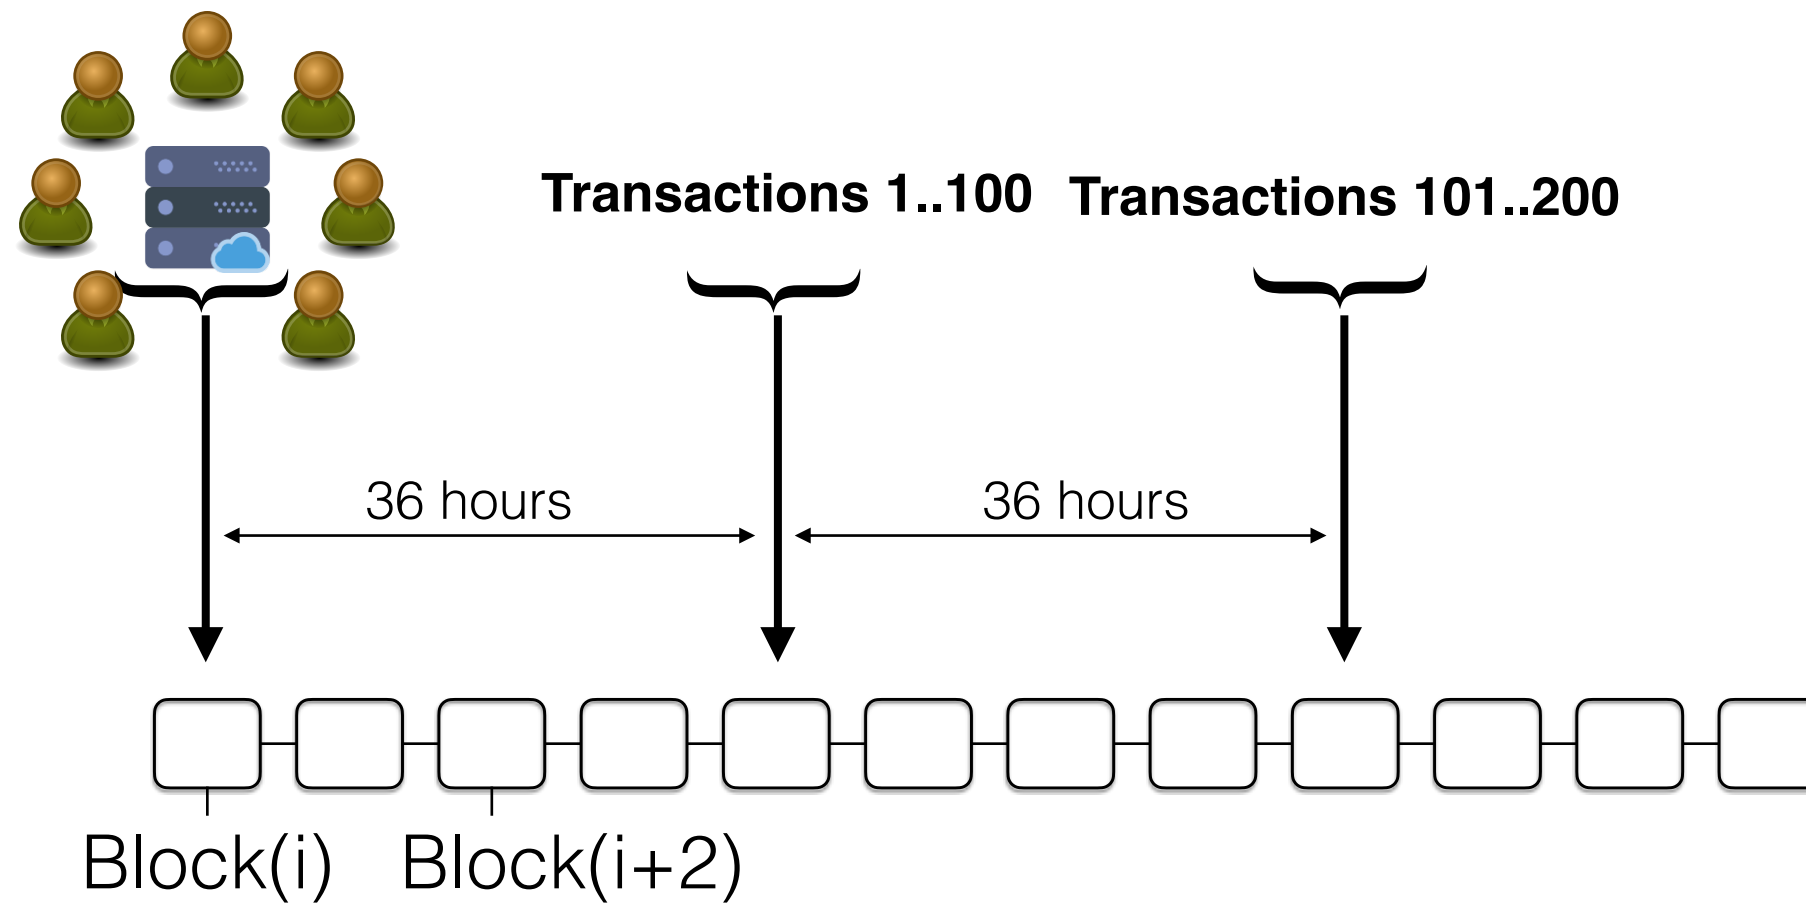 Transactions 1..100
Transactions 101..200
36 hours
36 hours
Block(i)
Block(i+2)